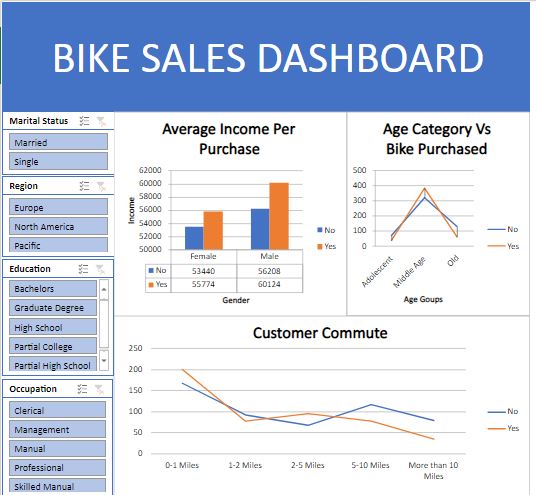 BIKE SALES DASHBOARD
Marital Status
Married
Single
Region
Europe
North America
Pacific
Education
Bachelors
Graduate Degree
High School
Partial College
Partial High School
Occupation
Clerical
Management
Manual
Professional
Skilled Manual
Average Income Per
Purchase
62000
60000
58000
56000
54000
52000
50000
Income
Female Male
No 53440 56208
Yes 55774 60124
Gender
No
Yes
Age Category Vs
Bike Purchased
500
400
300
200
100
0
Adolescent Middle Age Old
Age Goups
No
Yes
Customer Commute
250
200
150
100
50
0
0-1 Miles 1-2 Miles 2-5 Miles 5-10 Miles More than 10
Miles
No
Yes